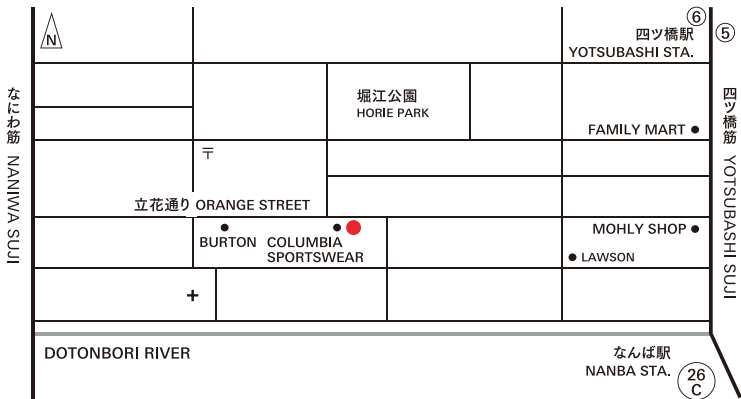 N
⑥
四ツ橋駅
YOTSUBASHI STA.
⑤
なにわ筋 NANIWA SUJI
堀江公園
HORIE PARK
FAMILY MART
四ツ橋筋 YOTSUBASHI SUJI
〒
立花通り ORANGE STREET
BURTON
COLUMBIA
SPORTSWEAR
MOHLY SHOP
LAWSON
DOTONBORI RIVER
なんば駅
NANBA STA.
26
C